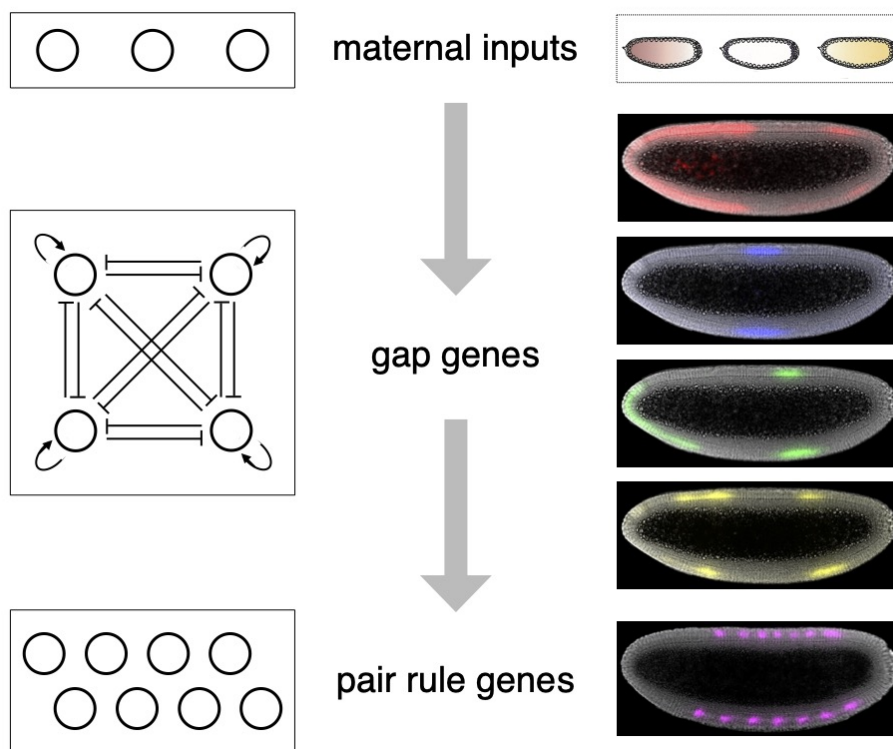 maternal inputs
gap genes
pair rule genes